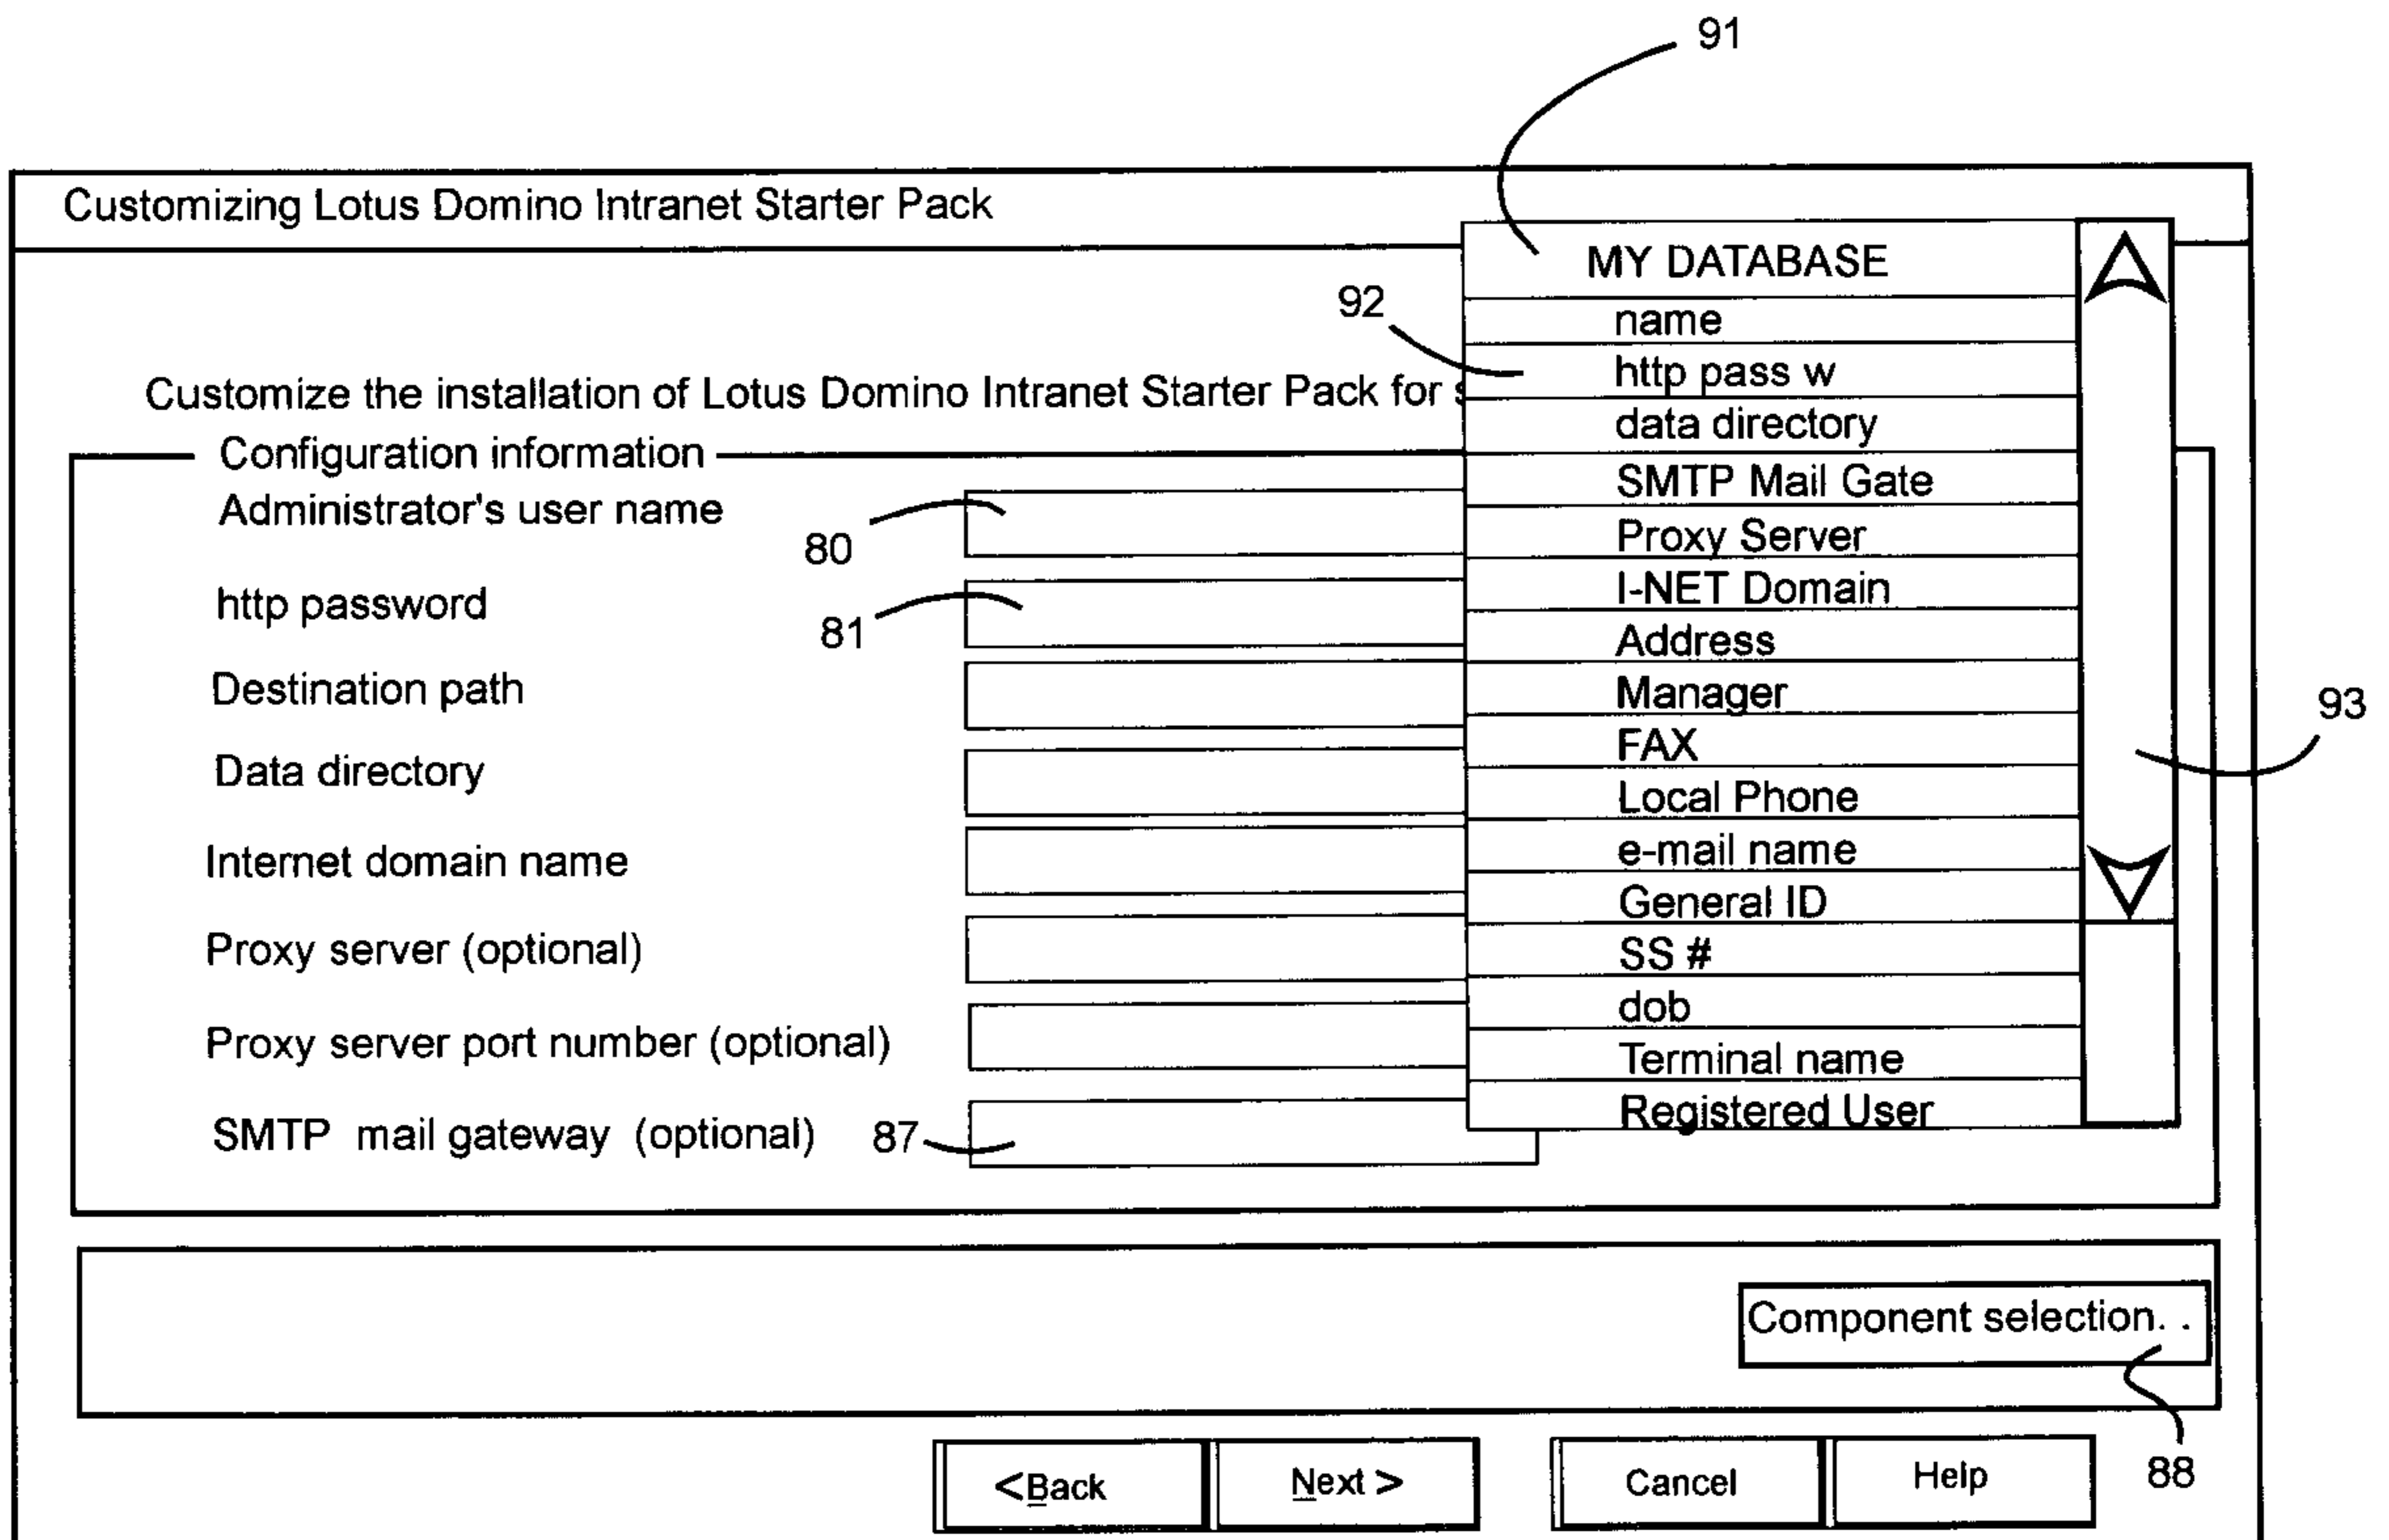 91
Customizing Lotus Domino Intranet Starter Pack
MY DATABASE
92
name
http pass w
data directory
SMTP Mail Gate
Proxy Server
I-NET Domain
Address
Manager
FAX
Local Phone
e-mail name
General ID
SS #
dob
Terminal name
Registered User
93
Customize the installation of Lotus Domino Intranet Starter Pack for
Configuration information
Administrator's user name
80
http password
81
Destination path
Data directory
Internet domain name
Proxy server (optional)
Proxy server port number (optional)
SMTP mail gateway (optional)
87
Component selection. .
88
<Back
Next >
Cancel
Help